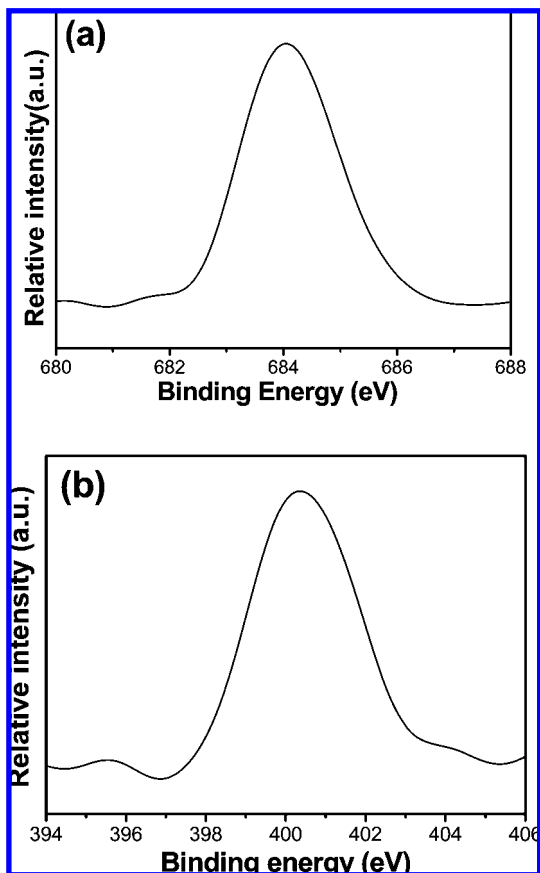 (a)
Relative intensity(a.u.)
680 682 684 686 688
Binding Energy (eV)
(b)
Relative intensity (a.u.)
394 396 398 400 402 404 406
Binding energy (eV)